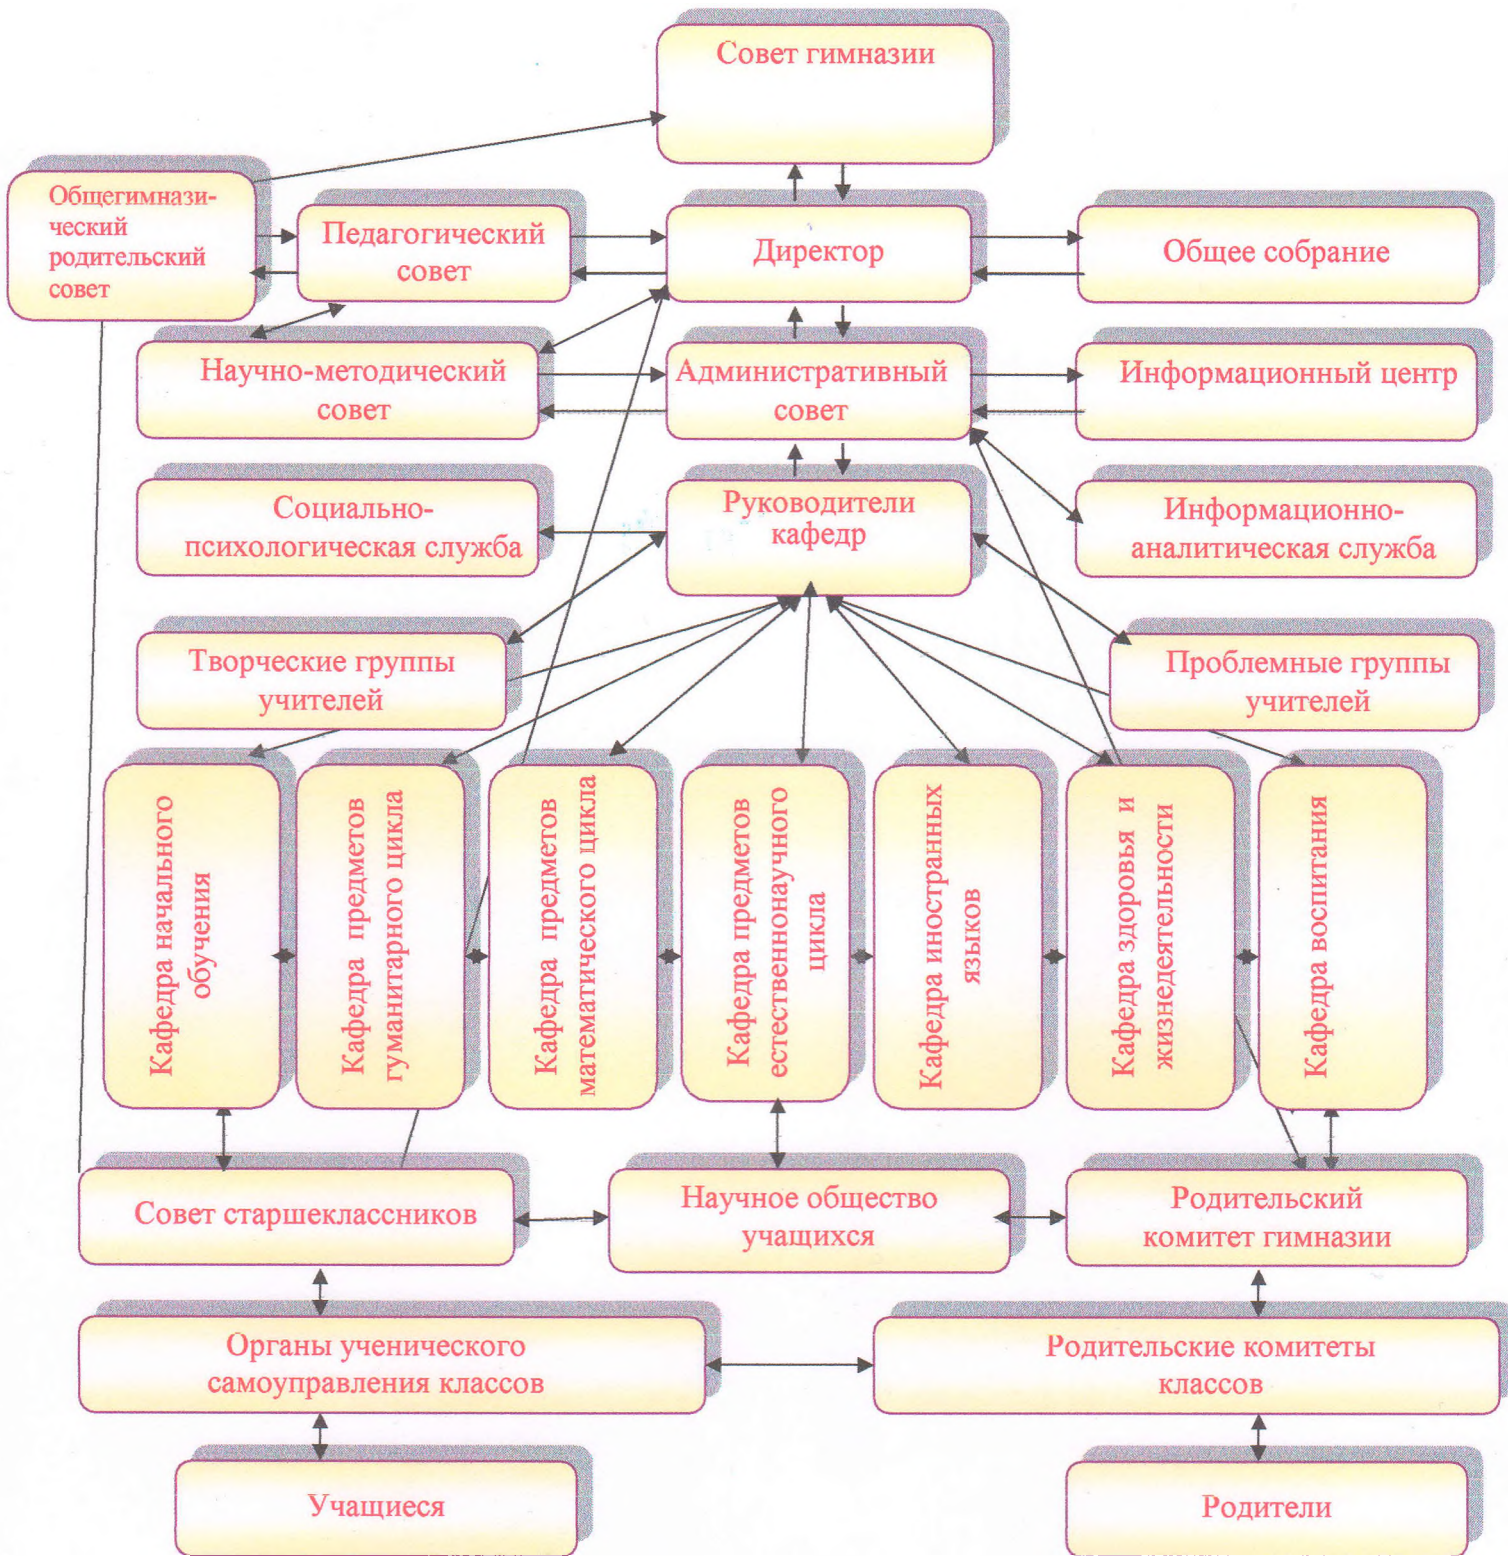 Совет гимназии
Общегимнази-
ческий
родительский
совет
Педагогический
совет
Директор
Общее собрание
Научно-методический
совет
Административный
совет
Информационный центр
Социально-
психологическая служба
Руководители
кафедр
Информационно-
аналитическая служба
Творческие группы
учителей
Проблемные группы
учителей
Кафедра начального
обучения
Кафедра предметов
гуманитарного цикла
Кафедра предметов
математического цикла
Кафедра предметов
естественнонаучного
цикла
Кафедра иностранных
языков
Кафедра здоровья и
жизнедеятельности
Кафедра воспитания
Совет старшеклассников
Научное общество
учащихся
Родительский
комитет гимназии
Органы ученического
самоуправления классов
Родительские комитеты
классов
Учащиеся
Родители